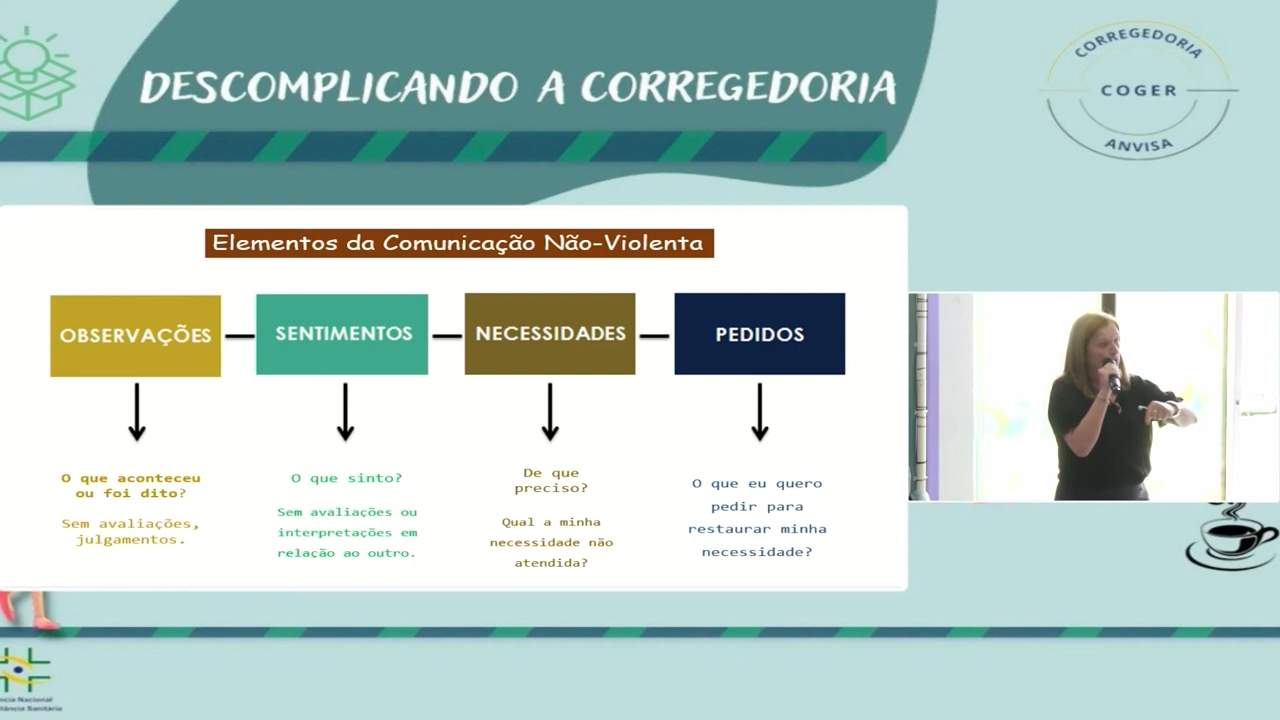 DESCOMPLICANDO A CORREGEDORIA
CORREGEDORIA
COGER
ANVISA
Elementos da Comunicação Não-Violenta
OBSERVAÇÕES
SENTIMENTOS
NECESSIDADES
PEDIDOS
O que aconteceu
ou foi dito?
Sem avaliações,
julgamentos.
O que sinto?
Sem avaliações ou
interpretações em
relação ao outro.
De que
preciso?
Qual a minha
necessidade não
atendida?
O que eu quero
pedir para
restaurar minha
necessidade?
Nacional
Sanitária